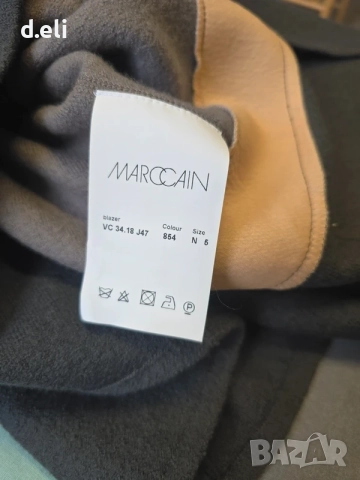 d.eli
MARCCAIN
blazer Colour Size
VC 34.18 J47 854 N 5
P
BAZAR